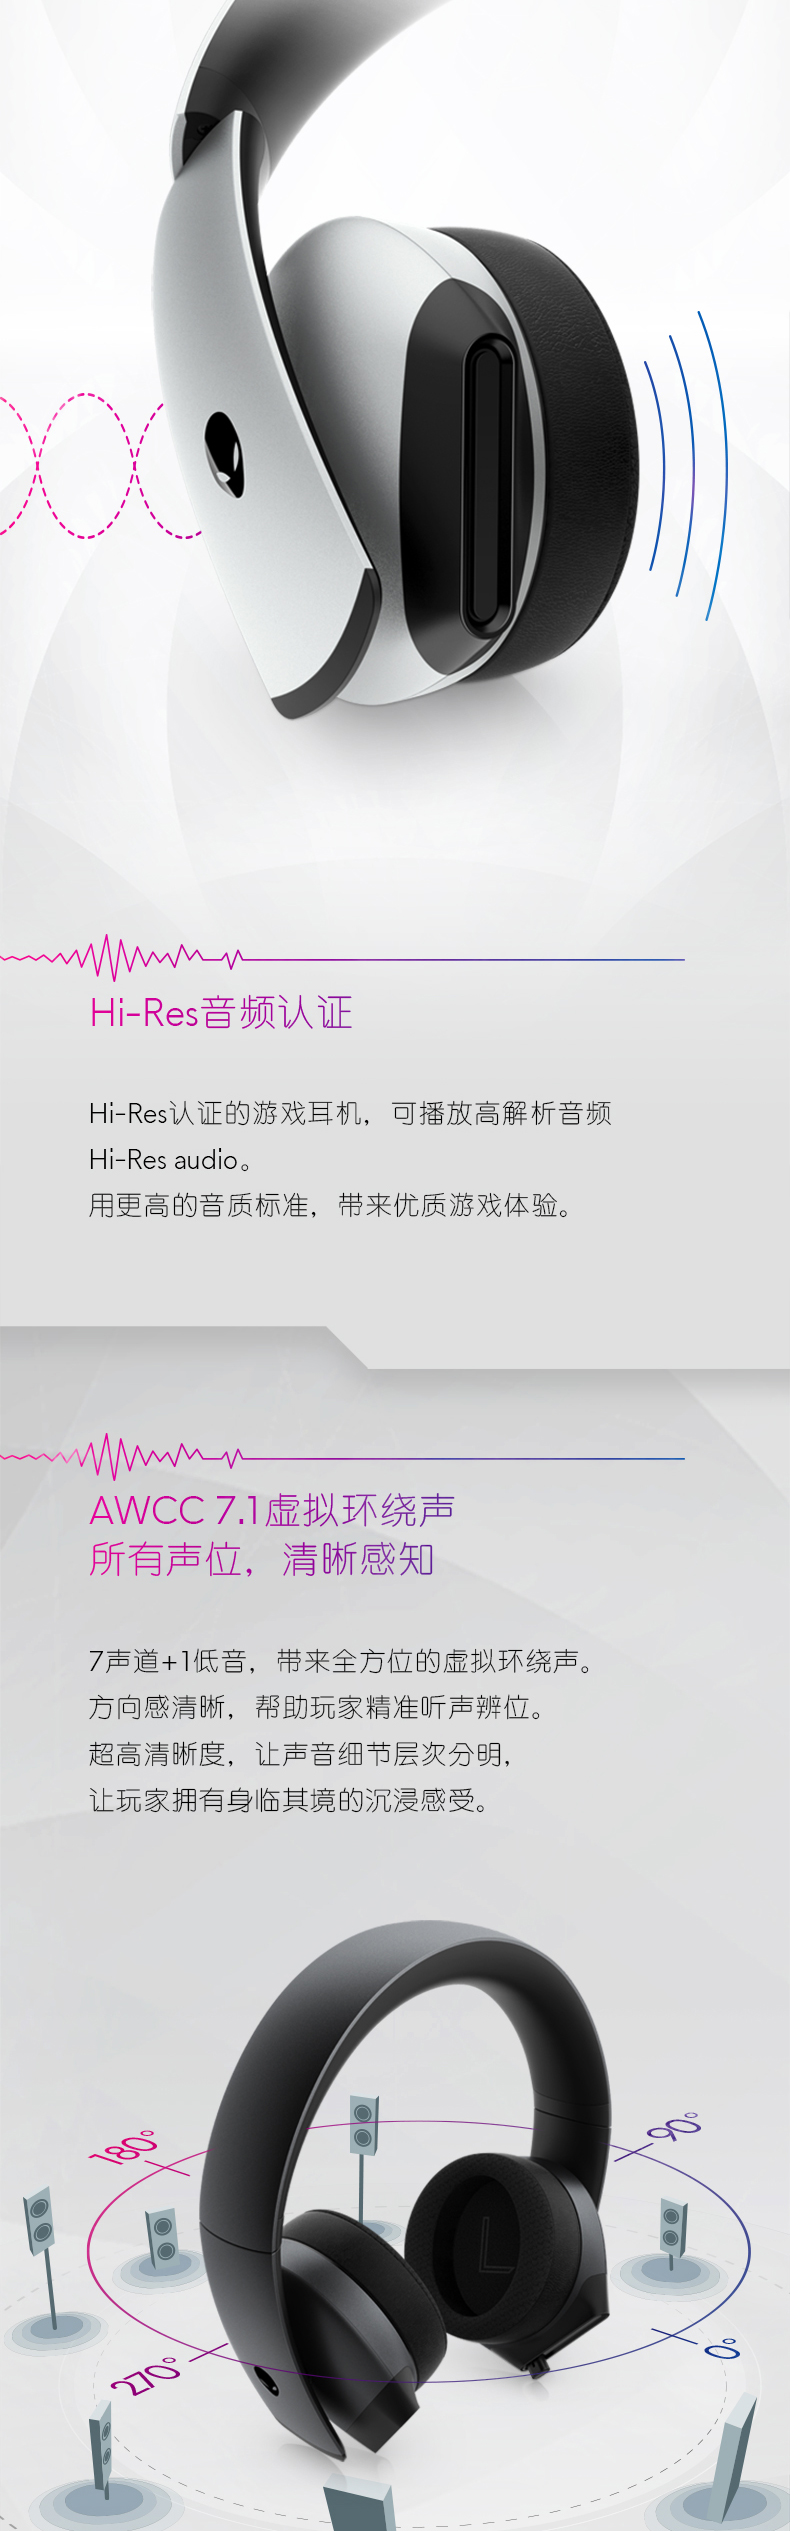 Hi-Res音频认证
Hi-Res认证的游戏耳机，可播放高解析音频
Hi-Res audio。
用更高的音质标准，带来优质游戏体验。
AWCC 7.1虚拟环绕声
所有声位，清晰感知
7声道+1低音，带来全方位的虚拟环绕声。
方向感清晰，帮助玩家精准听声辨位。
超高清晰度，让声音细节层次分明，
让玩家拥有身临其境的沉浸感受。
180°
90°
L
270°
0°